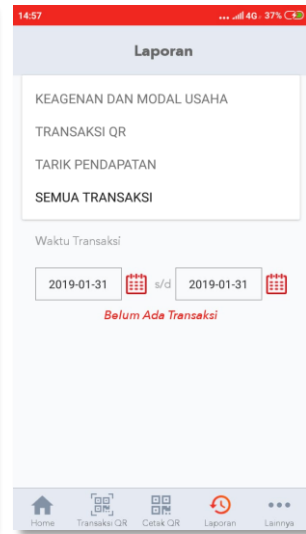 14:57 ... 4G 37%
Laporan
KEAGENAN DAN MODAL USAHA
TRANSAKSI QR
TARIK PENDAPATAN
SEMUA TRANSAKSI
Waktu Transaksi
2019-01-31 s/d 2019-01-31
Belum Ada Transaksi
Home Transaksi QR Cetak QR Laporan Lainnya